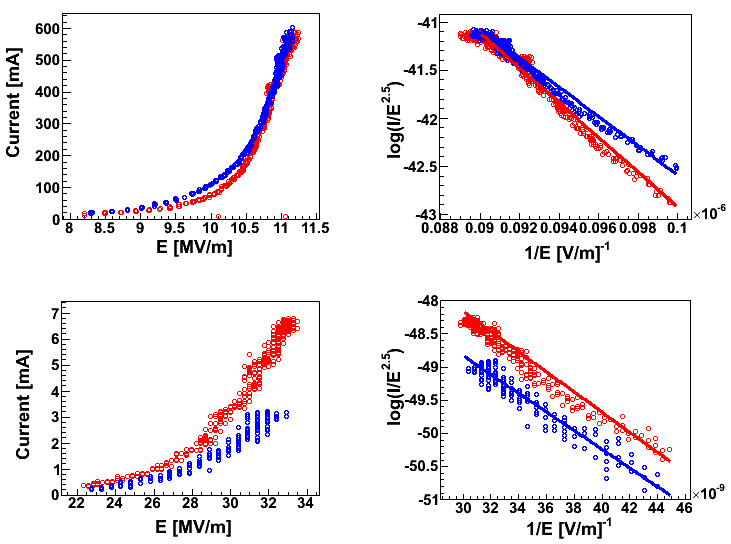 600
500
400
300
200
100
0
Current [mA]
8 8.5 9 9.5 10 10.5 11 11.5
E [MV/m]
-41
-41.5
-42
-42.5
-43
log(I/E^2.5)
0.088 0.09 0.092 0.094 0.096 0.098 0.1
×10^-6
1/E [V/m]^-1
7
6
5
4
3
2
1
0
Current [mA]
22 24 26 28 30 32 34
E [MV/m]
-48
-48.5
-49
-49.5
-50
-50.5
-51
log(I/E^2.5)
30 32 34 36 38 40 42 44 46
×10^-9
1/E [V/m]^-1